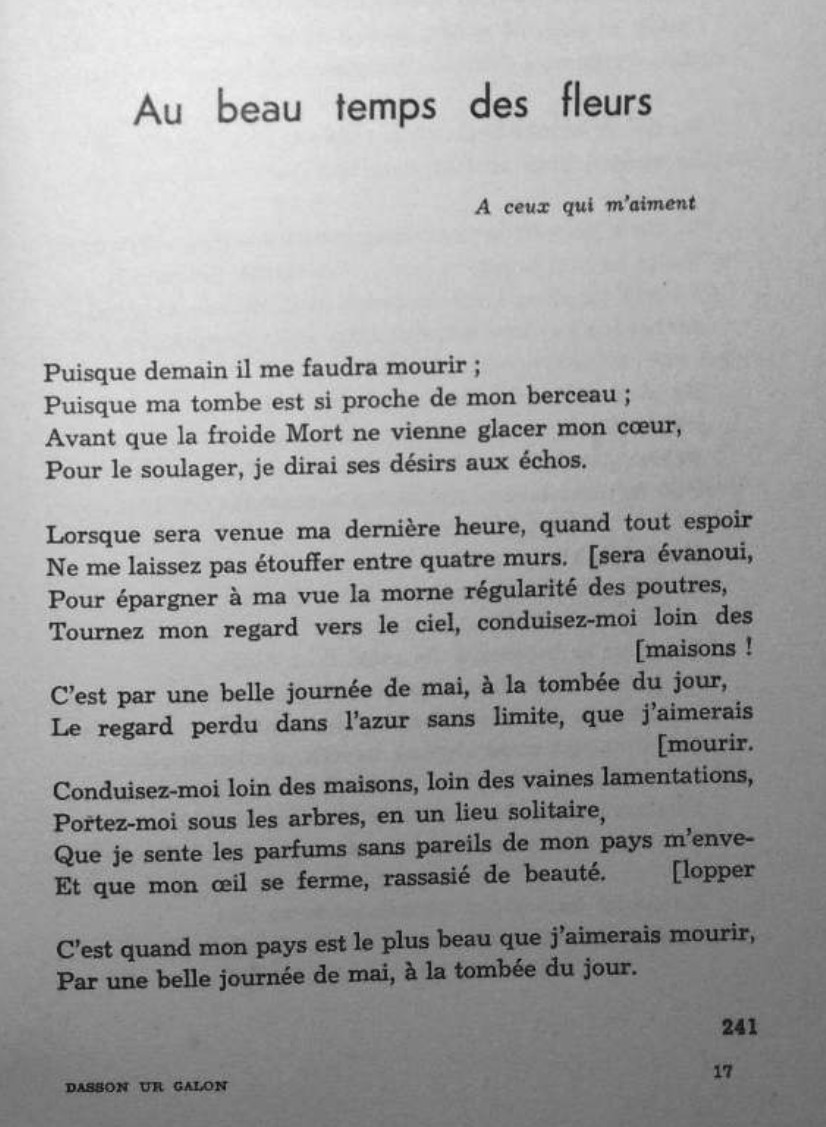 Au beau temps des fleurs
A ceux qui m'aiment
Puisque demain il me faudra mourir ;
Puisque ma tombe est si proche de mon berceau ;
Avant que la froide Mort ne vienne glacer mon cœur,
Pour le soulager, je dirai ses désirs aux échos.
Lorsque sera venue ma dernière heure, quand tout espoir
Ne me laissez pas étouffer entre quatre murs. [sera évanoui,
Pour épargner à ma vue la morne régularité des poutres,
Tournez mon regard vers le ciel, conduisez-moi loin des
[maisons !
C'est par une belle journée de mai, à la tombée du jour,
Le regard perdu dans l'azur sans limite, que j'aimerais
[mourir.
Conduisez-moi loin des maisons, loin des vaines lamentations,
Portez-moi sous les arbres, en un lieu solitaire,
Que je sente les parfums sans pareils de mon pays m'enve-
Et que mon œil se ferme, rassasié de beauté. [lopper
C'est quand mon pays est le plus beau que j'aimerais mourir,
Par une belle journée de mai, à la tombée du jour.
241
17
DASSON UR GALON